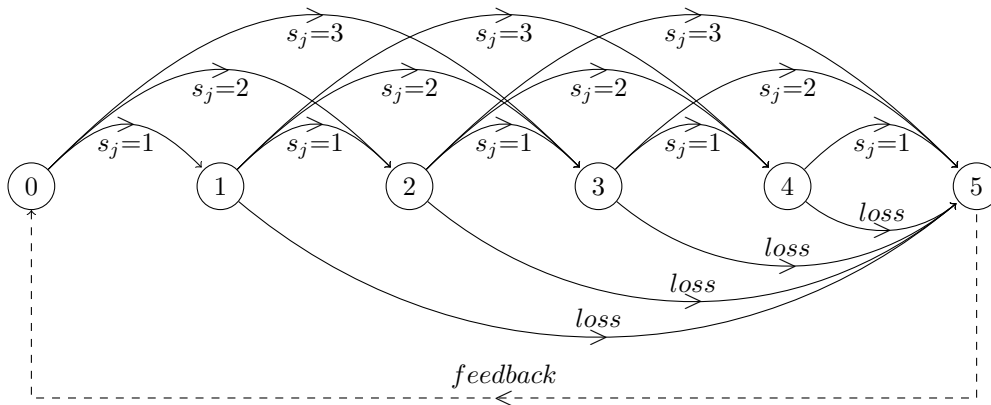 s_j=3 s_j=3 s_j=3
s_j=2 s_j=2 s_j=2 s_j=2
s_j=1 s_j=1 s_j=1 s_j=1 s_j=1
0 1 2 3 4 5
loss
loss
loss
loss
feedback